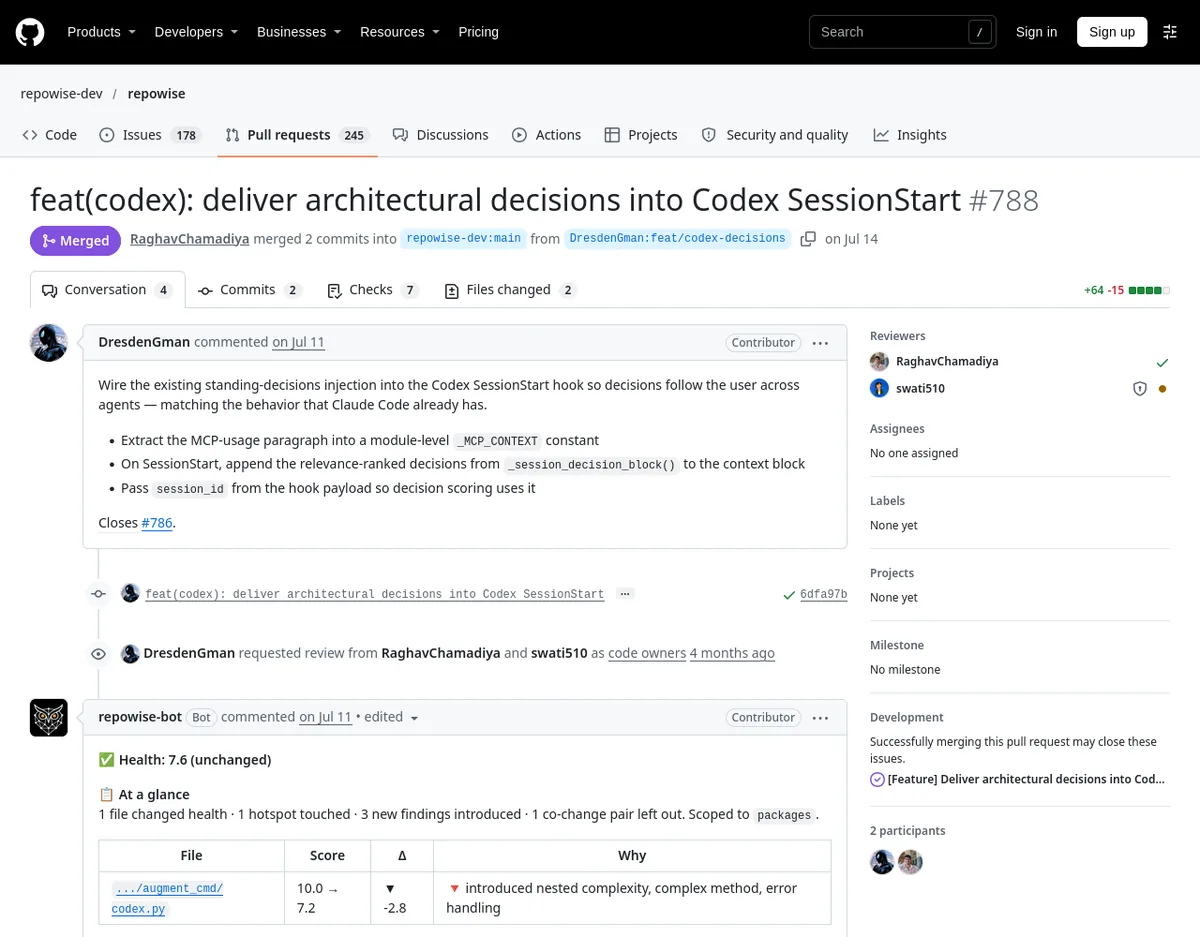 Products Developers Businesses Resources Pricing Search / Sign in Sign up
repowise-dev / repowise
Code Issues 178 Pull requests 245 Discussions Actions Projects Security and quality Insights
feat(codex): deliver architectural decisions into Codex SessionStart #788
Merged RaghavChamadiya merged 2 commits into repowise-dev:main from DresdenGman:feat/codex-decisions on Jul 14
Conversation 4 Commits 2 Checks 7 Files changed 2 +64 -15
DresdenGman commented on Jul 11 Contributor ...
Wire the existing standing-decisions injection into the Codex SessionStart hook so decisions follow the user across
agents — matching the behavior that Claude Code already has.
• Extract the MCP-usage paragraph into a module-level _MCP_CONTEXT constant
• On SessionStart, append the relevance-ranked decisions from _session_decision_block() to the context block
• Pass session_id from the hook payload so decision scoring uses it
Closes #786.
feat(codex): deliver architectural decisions into Codex SessionStart ... 6dfa97b
DresdenGman requested review from RaghavChamadiya and swati510 as code owners 4 months ago
repowise-bot Bot commented on Jul 11 • edited Contributor ...
✅ Health: 7.6 (unchanged)
📋 At a glance
1 file changed health · 1 hotspot touched · 3 new findings introduced · 1 co-change pair left out. Scoped to packages.
File Score Δ Why
.../augment_cmd/
codex.py
10.0 →
7.2
▼
-2.8
🔻 introduced nested complexity, complex method, error
handling
Reviewers
RaghavChamadiya
swati510
Assignees
No one assigned
Labels
None yet
Projects
None yet
Milestone
No milestone
Development
Successfully merging this pull request may close these
issues.
[Feature] Deliver architectural decisions into Cod...
2 participants